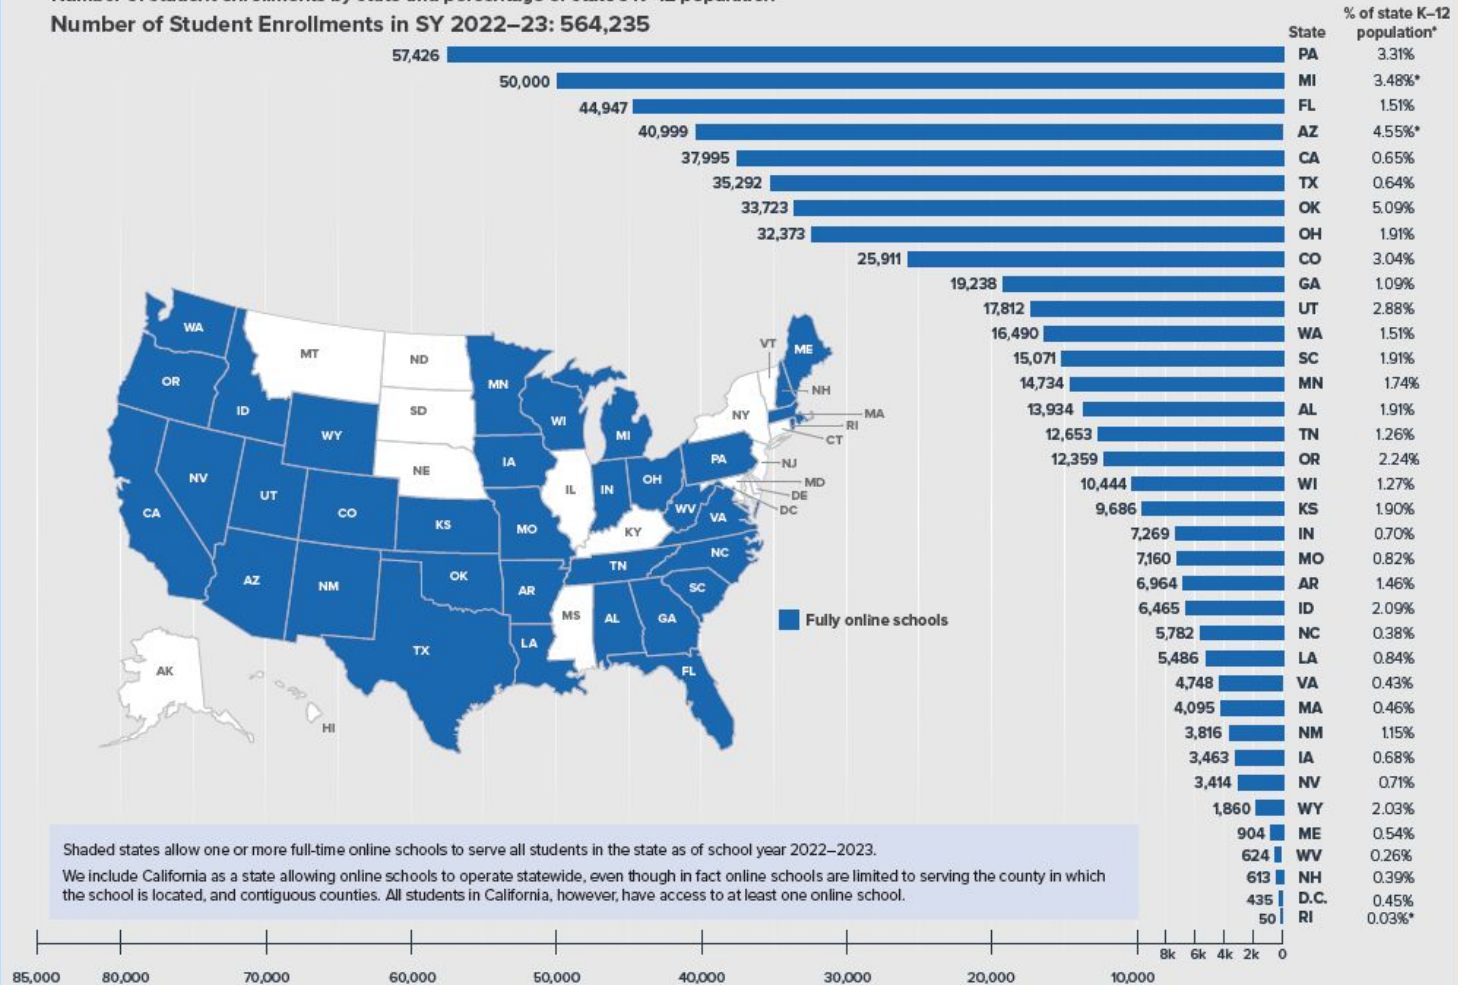 Number of student enrollments by state and percentage of state's K–12 population
Number of Student Enrollments in SY 2022–23: 564,235
State
% of state K–12
population*
57,426 PA 3.31%
50,000 MI 3.48%*
44,947 FL 1.51%
40,999 AZ 4.55%*
37,995 CA 0.65%
35,292 TX 0.64%
33,723 OK 5.09%
32,373 OH 1.91%
25,911 CO 3.04%
19,238 GA 1.09%
17,812 UT 2.88%
16,490 WA 1.51%
15,071 SC 1.91%
14,734 MN 1.74%
13,934 AL 1.91%
12,653 TN 1.26%
12,359 OR 2.24%
10,444 WI 1.27%
9,686 KS 1.90%
7,269 IN 0.70%
7,160 MO 0.82%
6,964 AR 1.46%
6,465 ID 2.09%
5,782 NC 0.38%
5,486 LA 0.84%
4,748 VA 0.43%
4,095 MA 0.46%
3,816 NM 1.15%
3,463 IA 0.68%
3,414 NV 0.71%
1,860 WY 2.03%
904 ME 0.54%
624 WV 0.26%
613 NH 0.39%
435 D.C. 0.45%
50 RI 0.03%*
WA
MT
ND
MN
VT
ME
OR
ID
SD
WI
NH
NY
MA
RI
CT
WY
MI
NE
IA
PA
NJ
NV
UT
IL
IN
OH
MD
DE
DC
CA
CO
KS
MO
WV
VA
KY
NC
AZ
NM
OK
AR
TN
SC
MS
AL
GA
TX
LA
FL
AK
HI
Fully online schools
Shaded states allow one or more full-time online schools to serve all students in the state as of school year 2022–2023.
We include California as a state allowing online schools to operate statewide, even though in fact online schools are limited to serving the county in which
the school is located, and contiguous counties. All students in California, however, have access to at least one online school.
8k 6k 4k 2k 0
85,000 80,000 70,000 60,000 50,000 40,000 30,000 20,000 10,000